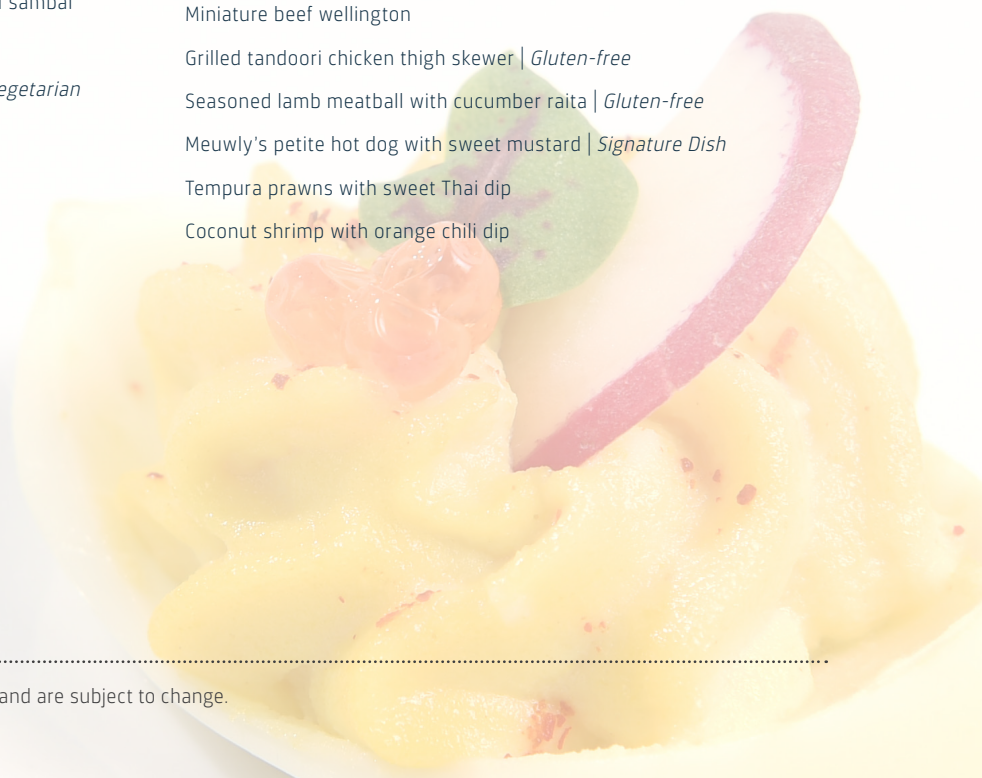 sambal
Miniature beef wellington
Grilled tandoori chicken thigh skewer | Gluten-free
egetarian
Seasoned lamb meatball with cucumber raita | Gluten-free
Meuwly's petite hot dog with sweet mustard | Signature Dish
Tempura prawns with sweet Thai dip
Coconut shrimp with orange chili dip
and are subject to change.